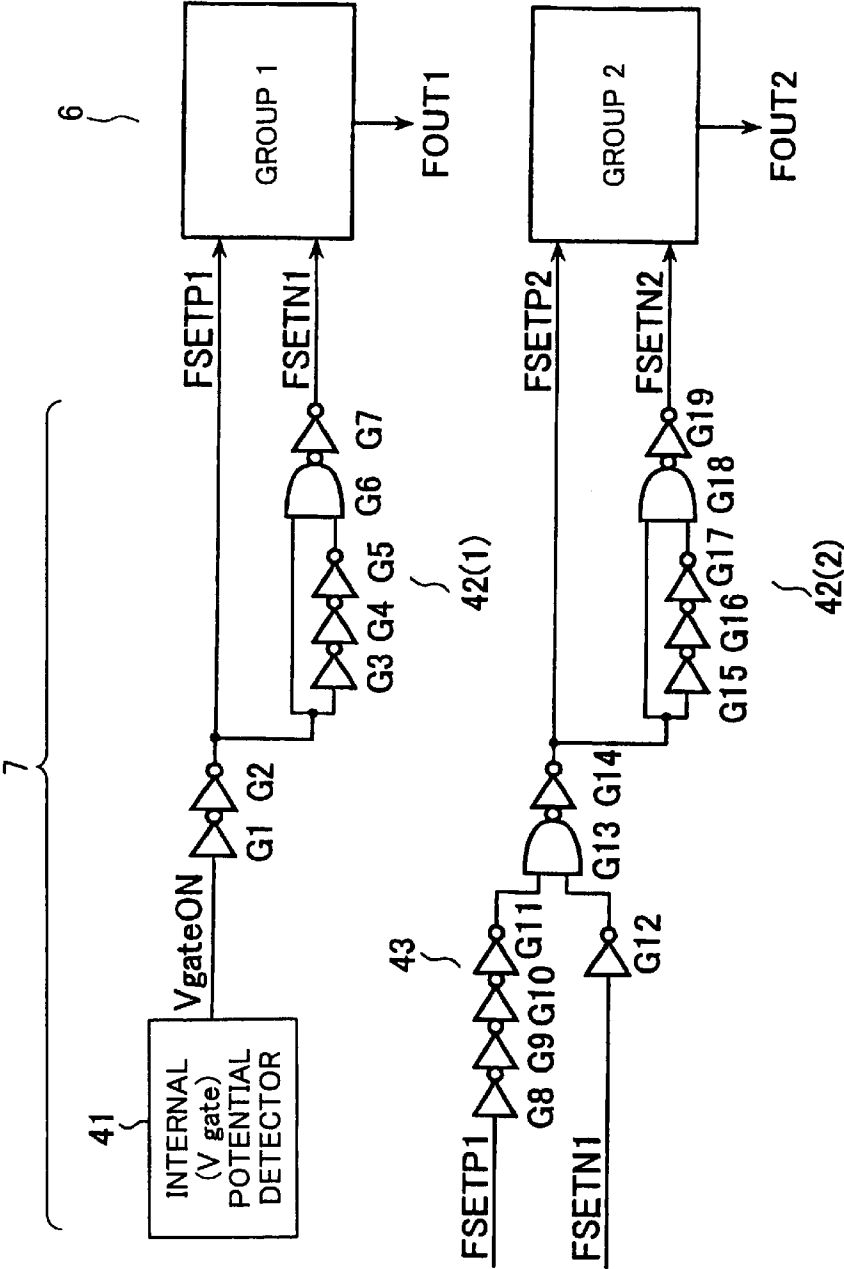 7
6
41
INTERNAL
(V gate)
POTENTIAL
DETECTOR
VgateON
G1
G2
FSETP1
GROUP 1
FOUT1
G3
G4
G5
G6
G7
FSETN1
42(1)
FSETP1
G8
G9
G10
G11
43
FSETN1
G12
G13
G14
FSETP2
GROUP 2
FOUT2
G15
G16
G17
G18
G19
FSETN2
42(2)